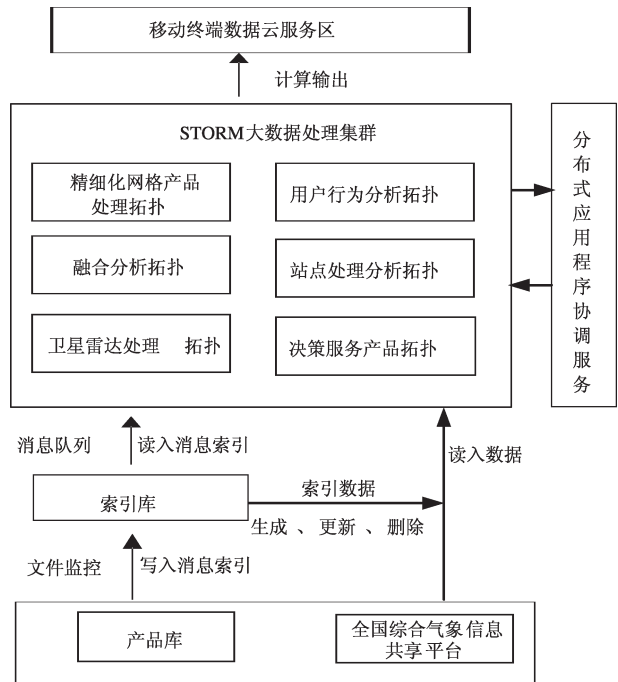 移动终端数据云服务区
计算输出
STORM大数据处理集群
精细化网格产品
处理拓扑
用户行为分析拓扑
融合分析拓扑
站点处理分析拓扑
卫星雷达处理 拓扑
决策服务产品拓扑
分布式应用程序协调服务
消息队列
读入消息索引
读入数据
索引库
索引数据
生成 、更新 、删除
文件监控
写入消息索引
产品库
全国综合气象信息
共享平台